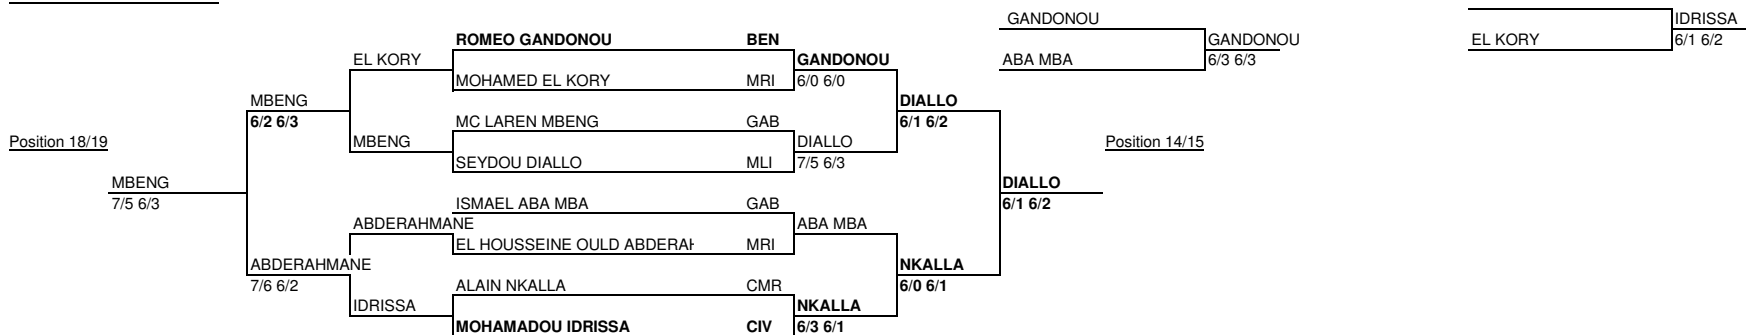 GANDONOU
IDRISSA
ROMEO GANDONOU BEN
GANDONOU
EL KORY
6/1 6/2
EL KORY
GANDONOU
ABA MBA
6/3 6/3
MOHAMED EL KORY MRI
6/0 6/0
MBENG
DIALLO
6/2 6/3
MC LAREN MBENG GAB
6/1 6/2
Position 18/19
MBENG
DIALLO
Position 14/15
SEYDOU DIALLO MLI
7/5 6/3
MBENG
DIALLO
7/5 6/3
ISMAEL ABA MBA GAB
6/1 6/2
ABDERAHMANE
ABA MBA
EL HOUSSEINE OULD ABDERAH MRI
ABDERAHMANE
NKALLA
7/6 6/2
ALAIN NKALLA CMR
6/0 6/1
IDRISSA
NKALLA
MOHAMADOU IDRISSA CIV
6/3 6/1